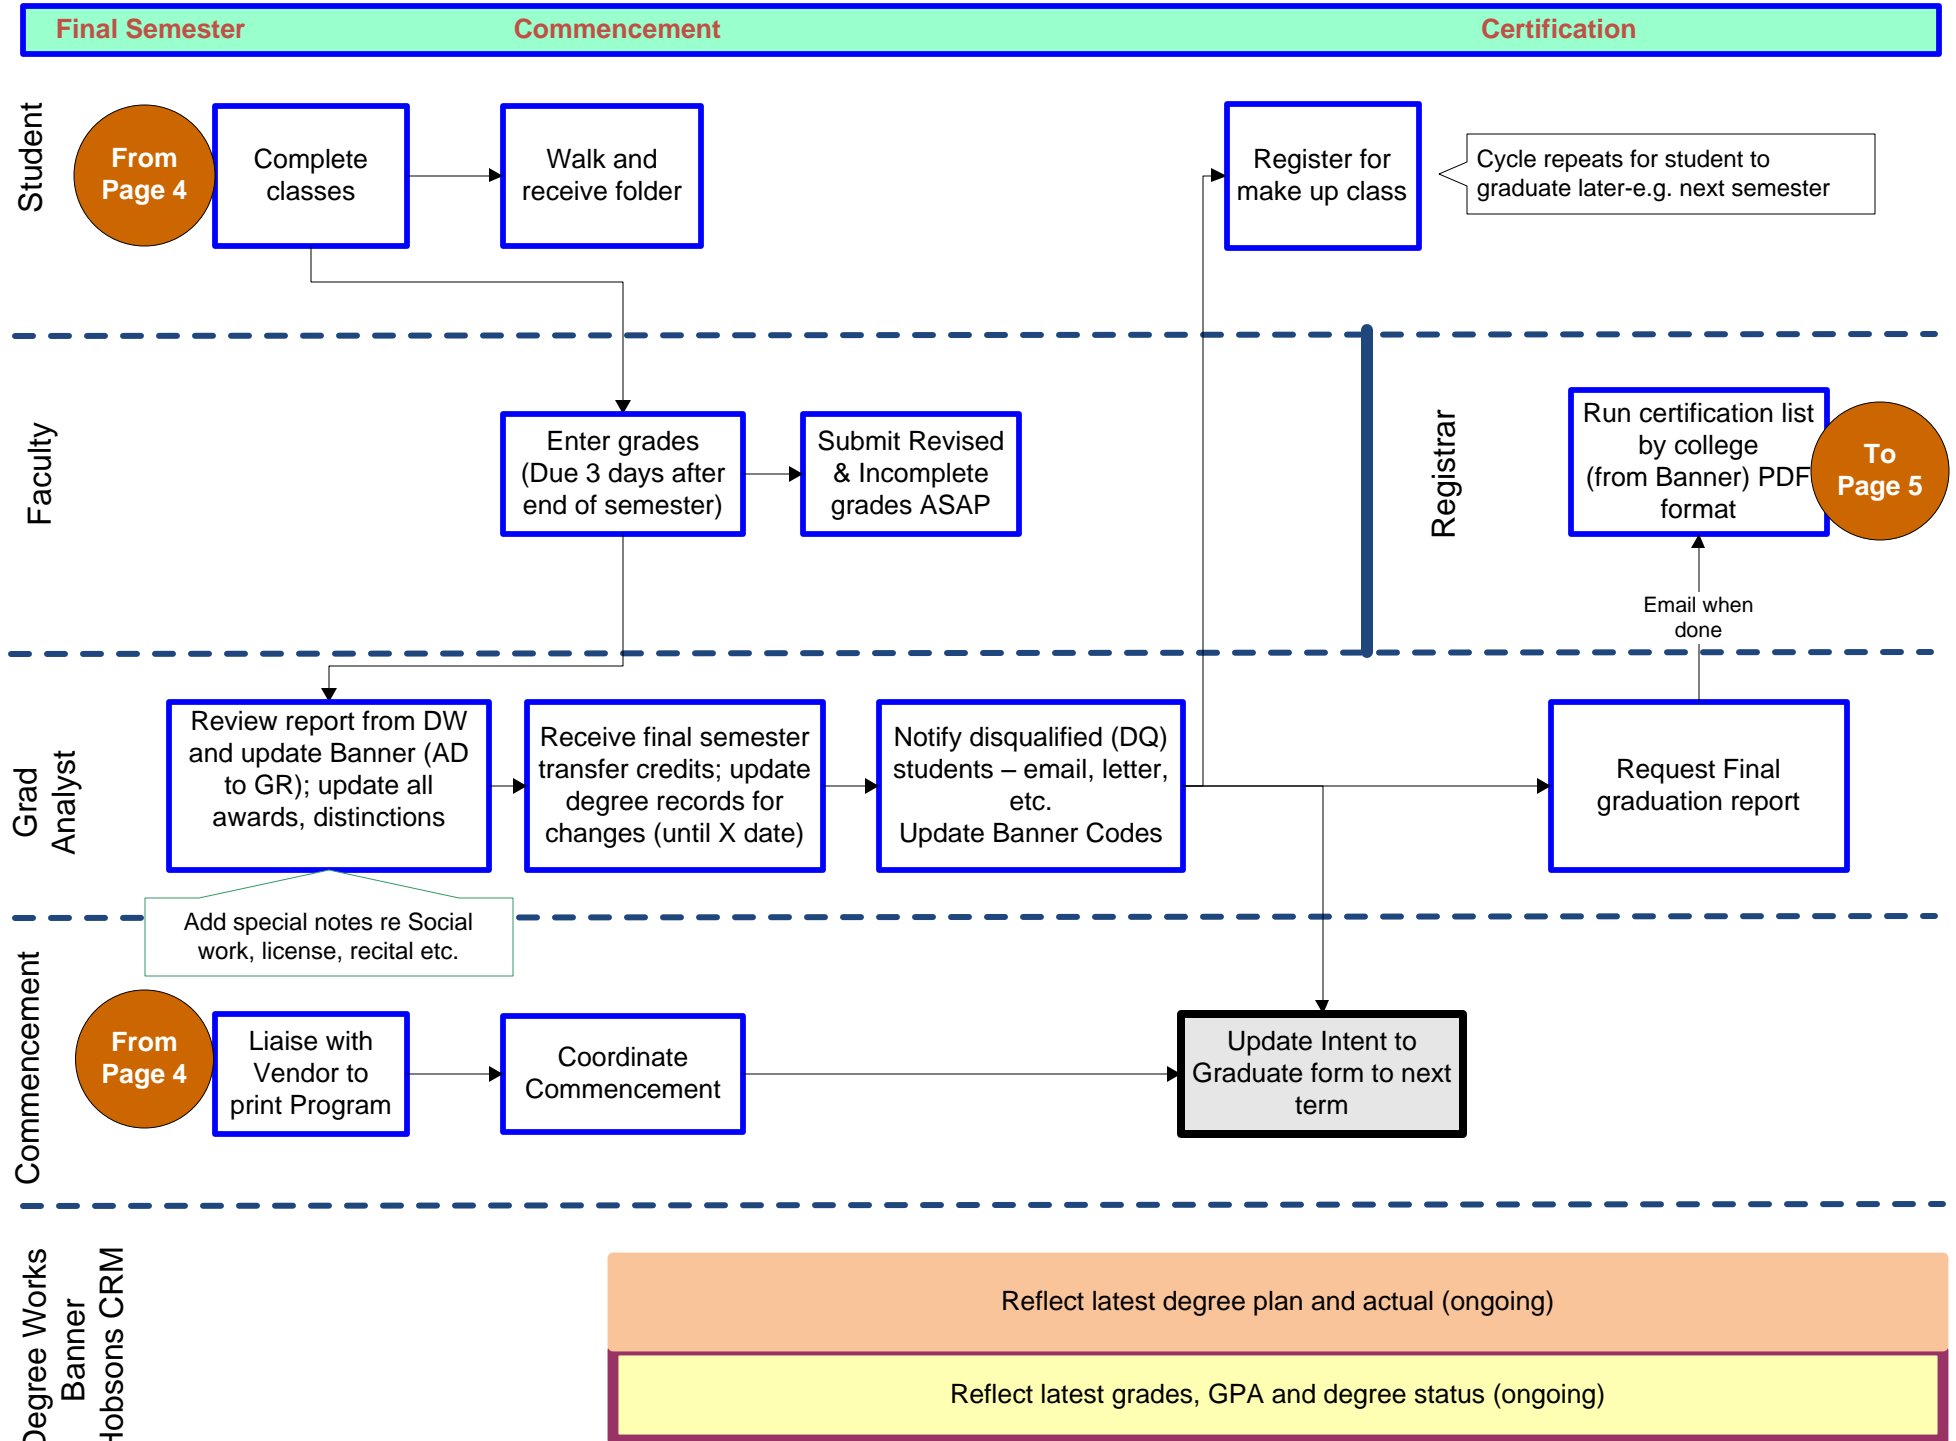 Final Semester
Commencement
Certification
Student
From
Page 4
Complete
classes
Walk and
receive folder
Register for
make up class
Cycle repeats for student to
graduate later-e.g. next semester
Faculty
Enter grades
(Due 3 days after
end of semester)
Submit Revised
& Incomplete
grades ASAP
Registrar
Run certification list
by college
(from Banner) PDF
format
To
Page 5
Email when
done
Grad
Analyst
Review report from DW
and update Banner (AD
to GR); update all
awards, distinctions
Receive final semester
transfer credits; update
degree records for
changes (until X date)
Notify disqualified (DQ)
students – email, letter,
etc.
Update Banner Codes
Request Final
graduation report
Add special notes re Social
work, license, recital etc.
Commencement
From
Page 4
Liaise with
Vendor to
print Program
Coordinate
Commencement
Update Intent to
Graduate form to next
term
Degree Works
Banner
Hobsons CRM
Reflect latest degree plan and actual (ongoing)
Reflect latest grades, GPA and degree status (ongoing)